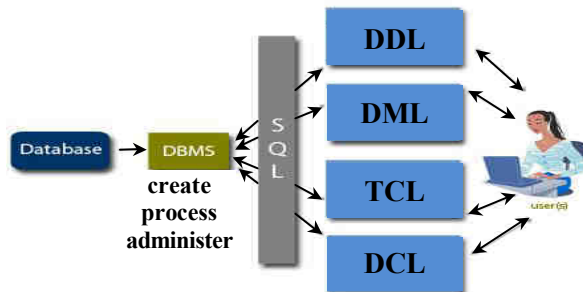 Database
DBMS
create
process
administer
S
Q
L
DDL
DML
TCL
DCL
user(s)